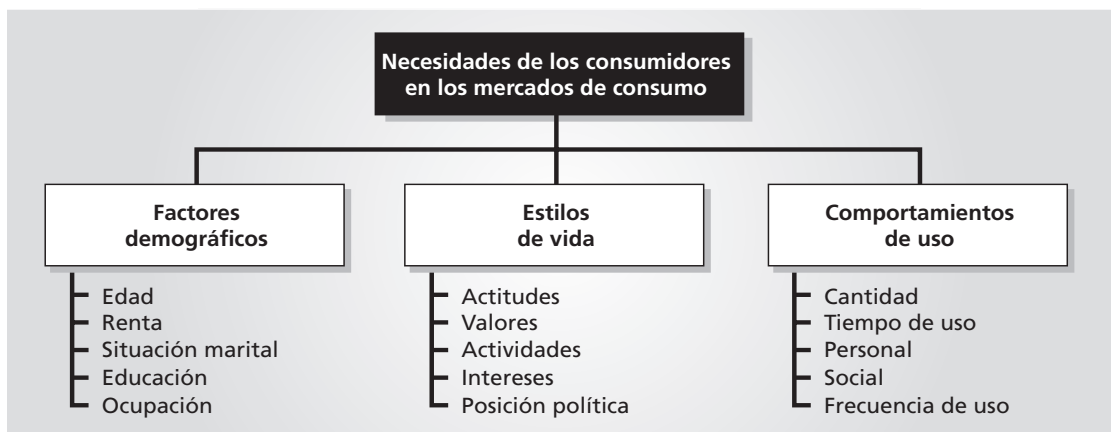 Necesidades de los consumidores
en los mercados de consumo
Factores
demográficos
Edad
Renta
Situación marital
Educación
Ocupación
Estilos
de vida
Actitudes
Valores
Actividades
Intereses
Posición política
Comportamientos
de uso
Cantidad
Tiempo de uso
Personal
Social
Frecuencia de uso